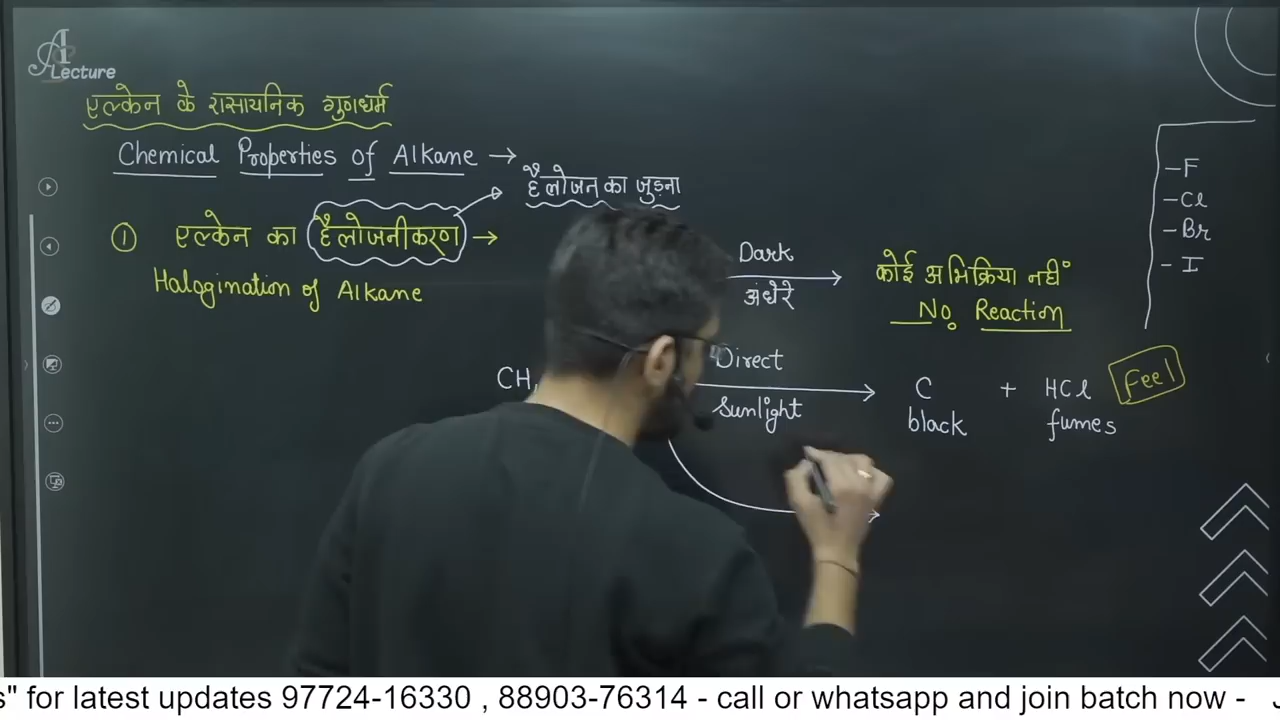 A Lecture
एल्केन के रासायनिक गुणधर्म
Chemical Properties of Alkane →
हैलोजन का जुड़ना
① एल्केन का हैलोजनीकरण →
Halogination of Alkane
Dark
अंधेरे
कोई अभिक्रिया नहीं
No Reaction
-F
-Cl
-Br
-I
CH
Direct
Sunlight
C + HCl
black fumes
Feel
s" for latest updates 97724-16330 , 88903-76314 - call or whatsapp and join batch now -